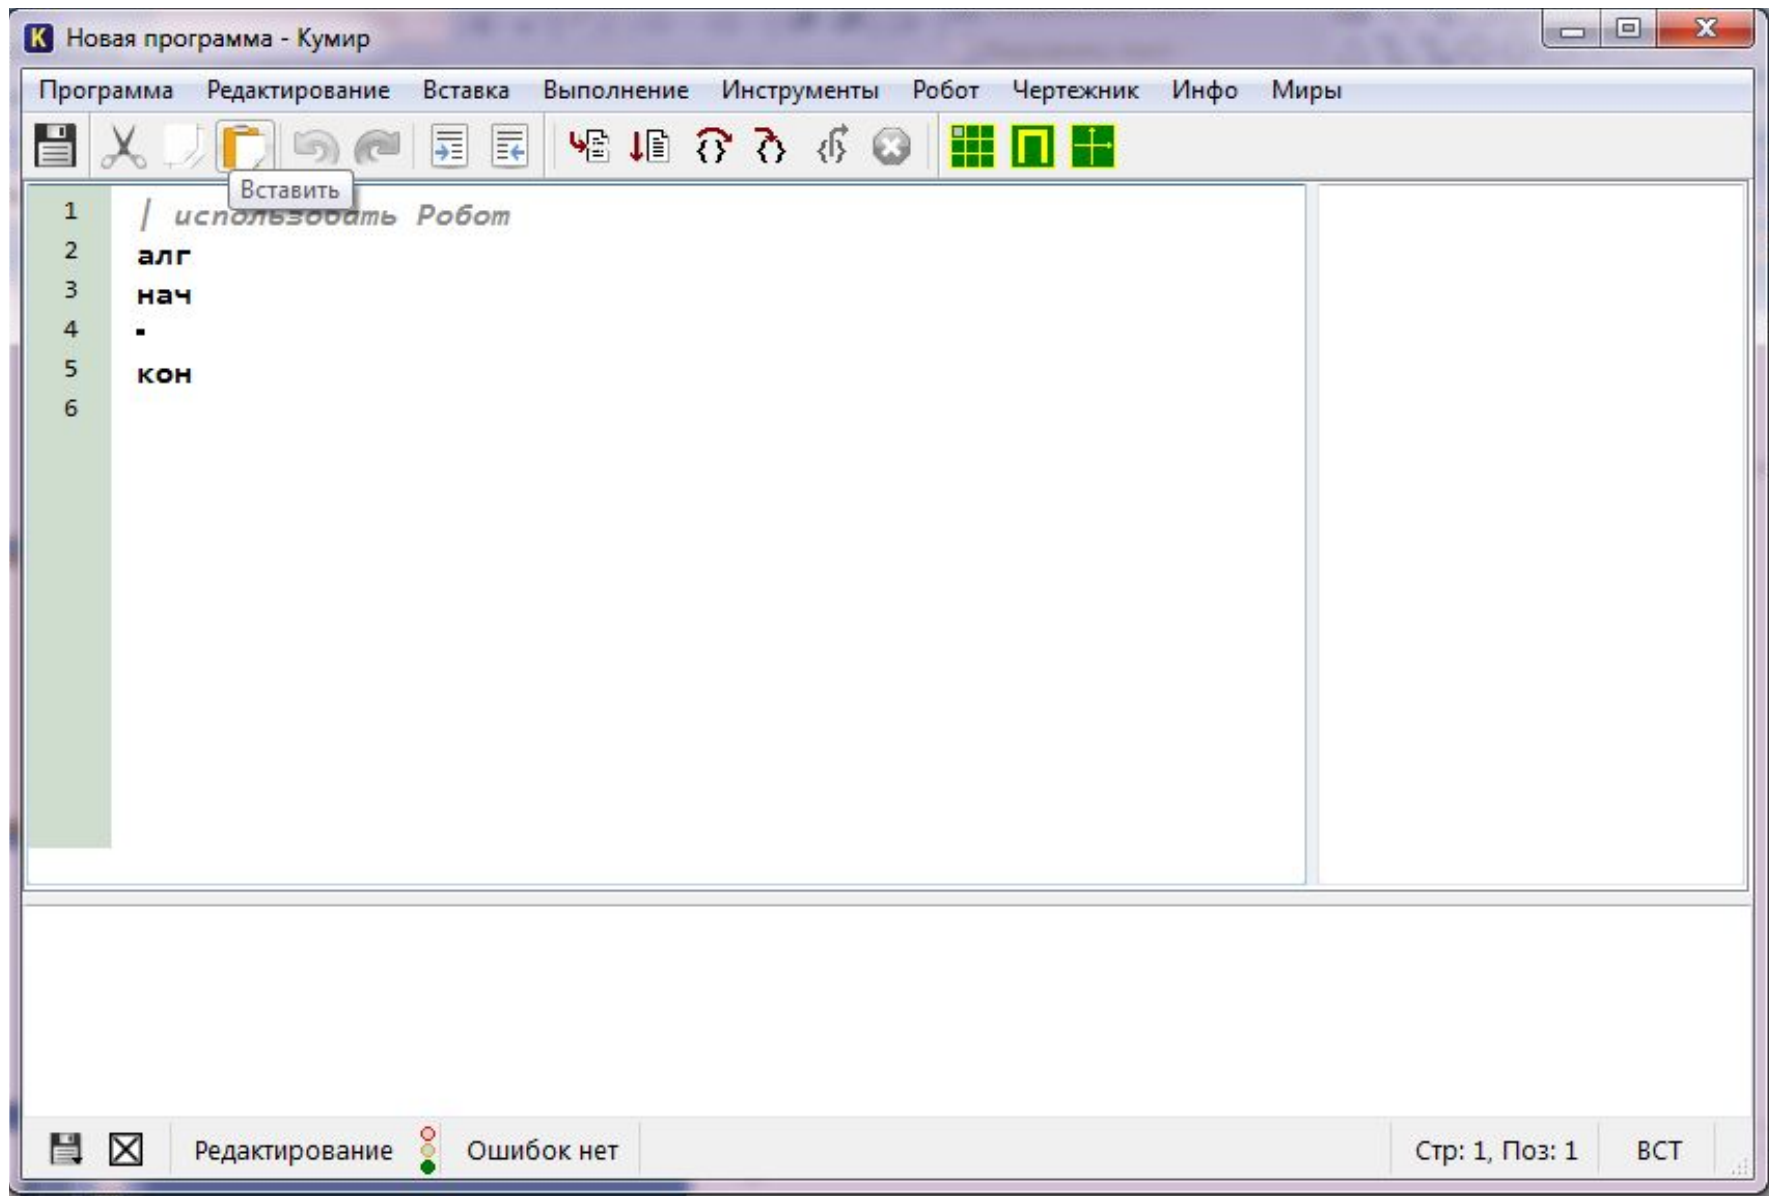 Новая программа - Кумир
Программа Редактирование Вставка Выполнение Инструменты Робот Чертежник Инфо Миры
Вставить
1 | использовать Робот
2 алг
3 нач
4
5 кон
6
Редактирование Ошибок нет Стр: 1, Поз: 1 ВСТ